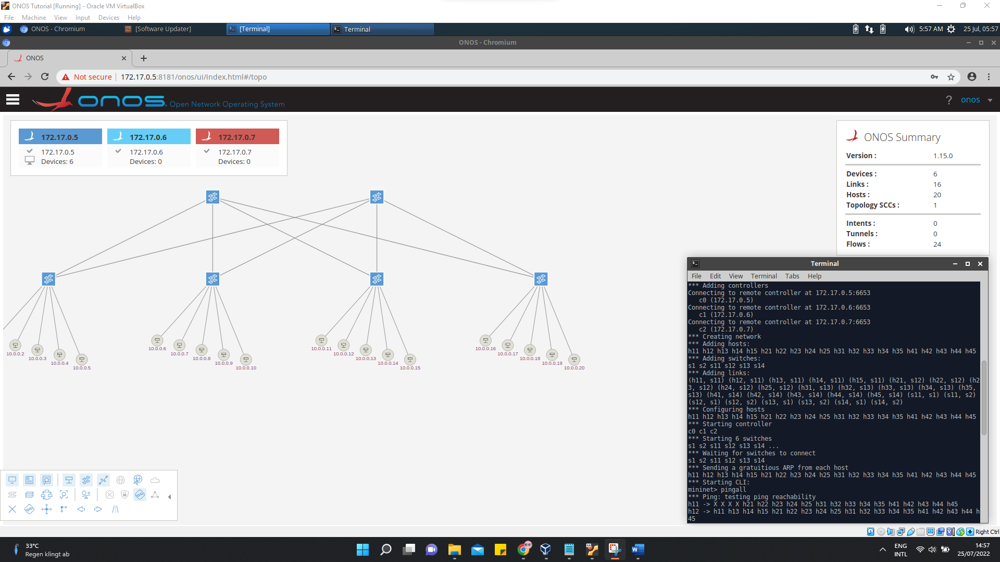 ONOS Tutorial [Running] - Oracle VM VirtualBox
File Machine View Input Devices Help
ONOS - Chromium [Software Updater] [Terminal] Terminal 5:57 AM 25 Jul, 05:57
ONOS - Chromium
ONOS
Not secure 172.17.0.5:8181/onos/ui/index.html#/topo
onos Open Network Operating System ? onos
172.17.0.5 172.17.0.6 172.17.0.7
172.17.0.5 172.17.0.6 172.17.0.7
Devices: 6 Devices: 0 Devices: 0
ONOS Summary
Version : 1.15.0
Devices : 6
Links : 16
Hosts : 20
Topology SCCs : 1
Intents : 0
Tunnels : 0
Flows : 24
10.0.0.2 10.0.0.3 10.0.0.4 10.0.0.5
10.0.0.6 10.0.0.7 10.0.0.8 10.0.0.9 10.0.0.10
10.0.0.11 10.0.0.12 10.0.0.13 10.0.0.14 10.0.0.15
10.0.0.16 10.0.0.17 10.0.0.18 10.0.0.19 10.0.0.20
Terminal
File Edit View Terminal Tabs Help
*** Adding controllers
Connecting to remote controller at 172.17.0.5:6653
c0 (172.17.0.5)
Connecting to remote controller at 172.17.0.6:6653
c1 (172.17.0.6)
Connecting to remote controller at 172.17.0.7:6653
c2 (172.17.0.7)
*** Creating network
*** Adding hosts:
h11 h12 h13 h14 h15 h21 h22 h23 h24 h25 h31 h32 h33 h34 h35 h41 h42 h43 h44 h45
*** Adding switches:
s1 s2 s11 s12 s13 s14
*** Adding links:
(h11, s11) (h12, s11) (h13, s11) (h14, s11) (h15, s11) (h21, s12) (h22, s12) (h2
3, s12) (h24, s12) (h25, s12) (h31, s13) (h32, s13) (h33, s13) (h34, s13) (h35,
s13) (h41, s14) (h42, s14) (h43, s14) (h44, s14) (h45, s14) (s11, s1) (s11, s2)
(s12, s1) (s12, s2) (s13, s1) (s13, s2) (s14, s1) (s14, s2)
*** Configuring hosts
h11 h12 h13 h14 h15 h21 h22 h23 h24 h25 h31 h32 h33 h34 h35 h41 h42 h43 h44 h45
*** Starting controller
c0 c1 c2
*** Starting 6 switches
s1 s2 s11 s12 s13 s14 ...
*** Waiting for switches to connect
s1 s2 s11 s12 s13 s14
*** Sending a gratuitious ARP from each host
h11 h12 h13 h14 h15 h21 h22 h23 h24 h25 h31 h32 h33 h34 h35 h41 h42 h43 h44 h45
*** Starting CLI:
mininet> pingall
*** Ping: testing ping reachability
h11 -> X X X X h21 h22 h23 h24 h25 h31 h32 h33 h34 h35 h41 h42 h43 h44 h45
h12 -> h11 h13 h14 h15 h21 h22 h23 h24 h25 h31 h32 h33 h34 h35 h41 h42 h43 h44 h
45
Right Ctrl
33°C
Regen klingt ab
ENG
INTL
14:57
25/07/2022